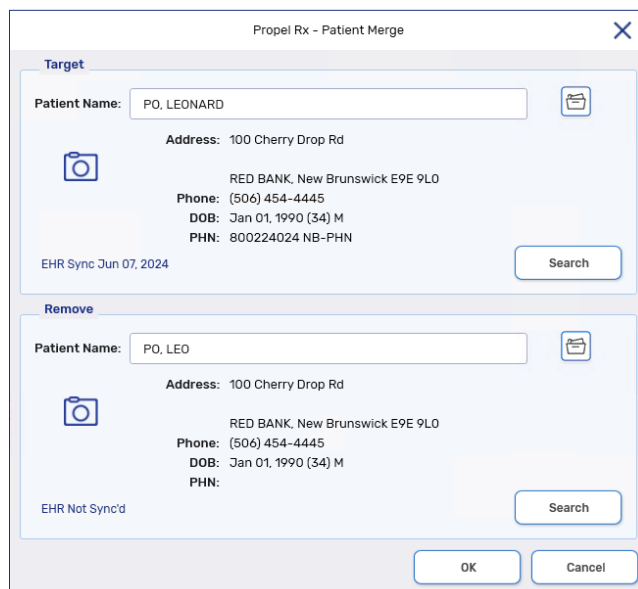 Propel Rx - Patient Merge
Target
Patient Name: PO, LEONARD
Address: 100 Cherry Drop Rd
RED BANK, New Brunswick E9E 9L0
Phone: (506) 454-4445
DOB: Jan 01, 1990 (34) M
PHN: 800224024 NB-PHN
EHR Sync Jun 07, 2024
Search
Remove
Patient Name: PO, LEO
Address: 100 Cherry Drop Rd
RED BANK, New Brunswick E9E 9L0
Phone: (506) 454-4445
DOB: Jan 01, 1990 (34) M
PHN:
EHR Not Sync'd
Search
OK Cancel